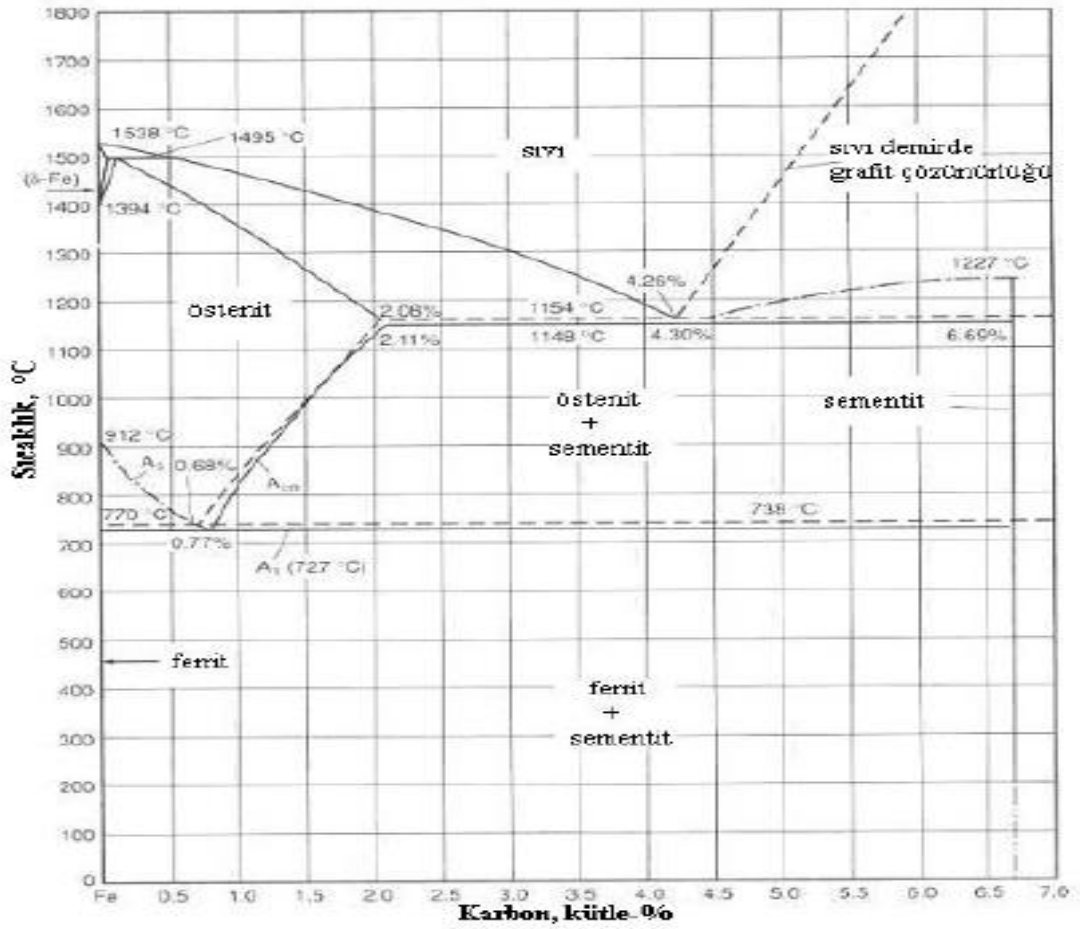 1800
1700
1600
1538 °C
1495 °C
1500
(δ-Fe)
1400
1394 °C
sıvı
sıvı demirde
grafit çözünürlüğü
1300
1227 °C
4.26%
1200
östenit
2.08%
1154 °C
2.11%
1148 °C
4.30%
6.69%
1100
1000
östenit
+
sementit
sementit
912 °C
900
0.68%
800
770 °C
738 °C
700
0.77%
A₁ (727 °C)
600
500
ferrit
400
ferrit
+
sementit
300
200
100
0
Fe 0.5 1.0 1.5 2.0 2.5 3.0 3.5 4.0 4.5 5.0 5.5 6.0 6.5 7.0
Karbon, kütle-%
Sıcaklık, °C